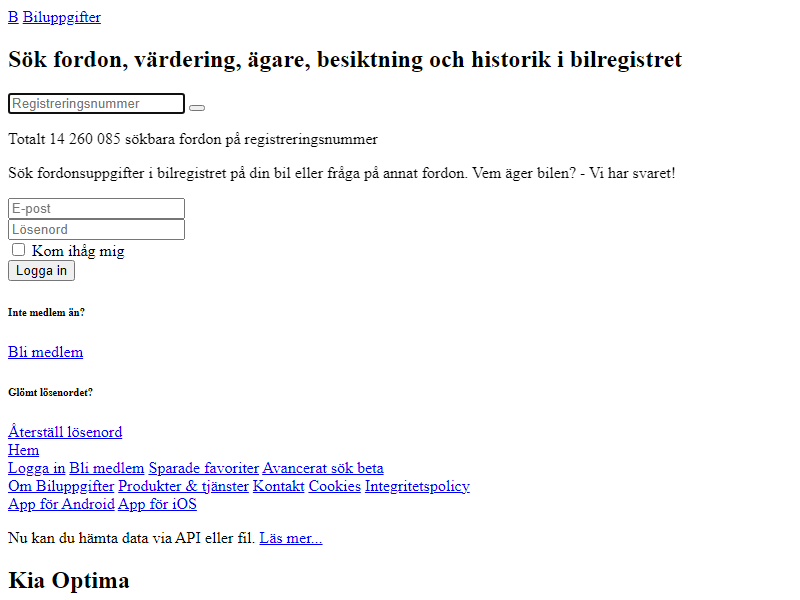 B Biluppgifter
Sök fordon, värdering, ägare, besiktning och historik i bilregistret
Registreringsnummer
Totalt 14 260 085 sökbara fordon på registreringsnummer
Sök fordonsuppgifter i bilregistret på din bil eller fråga på annat fordon. Vem äger bilen? - Vi har svaret!
E-post
Lösenord
Kom ihåg mig
Logga in
Inte medlem än?
Bli medlem
Glömt lösenordet?
Återställ lösenord
Hem
Logga in Bli medlem Sparade favoriter Avancerat sök beta
Om Biluppgifter Produkter & tjänster Kontakt Cookies Integritetspolicy
App för Android App för iOS
Nu kan du hämta data via API eller fil. Läs mer...
Kia Optima